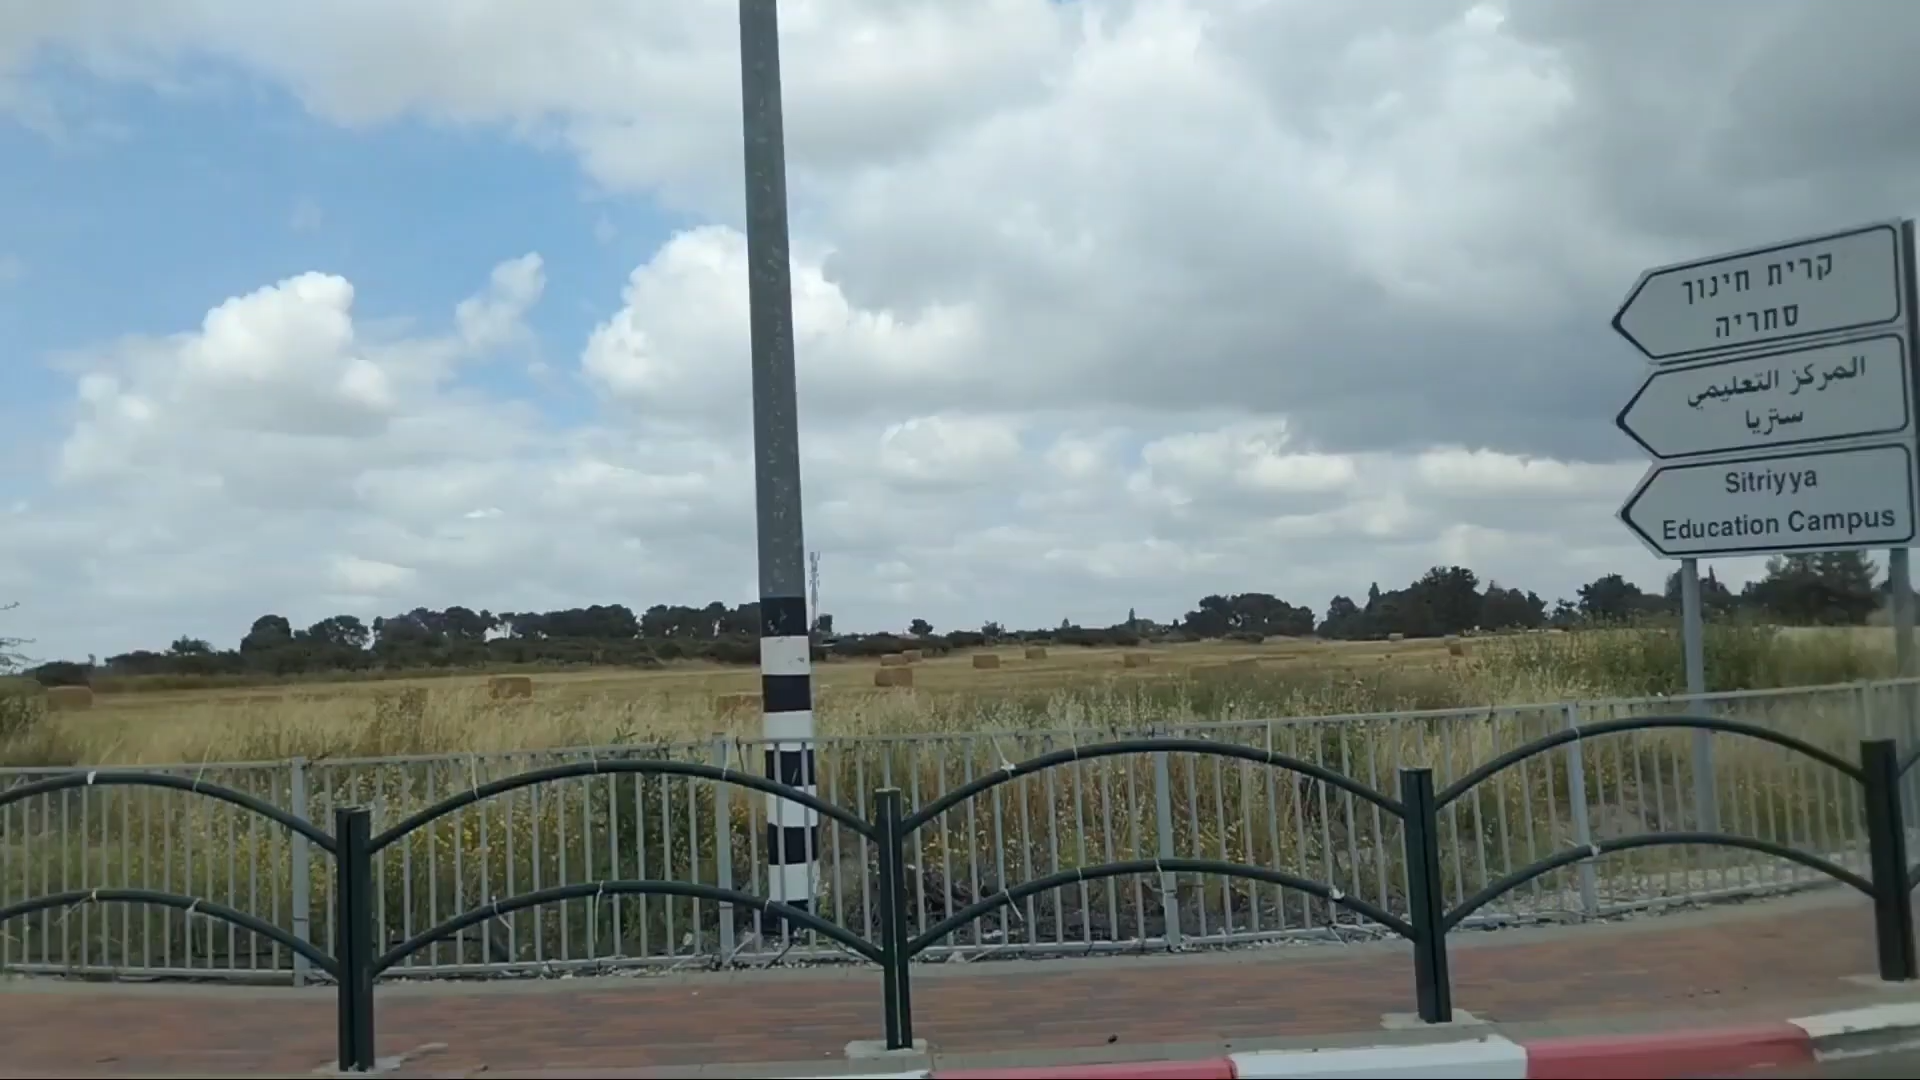 קרית חינוך
סחריה
المركز التعليمي
ستريا
Sitriyya
Education Campus